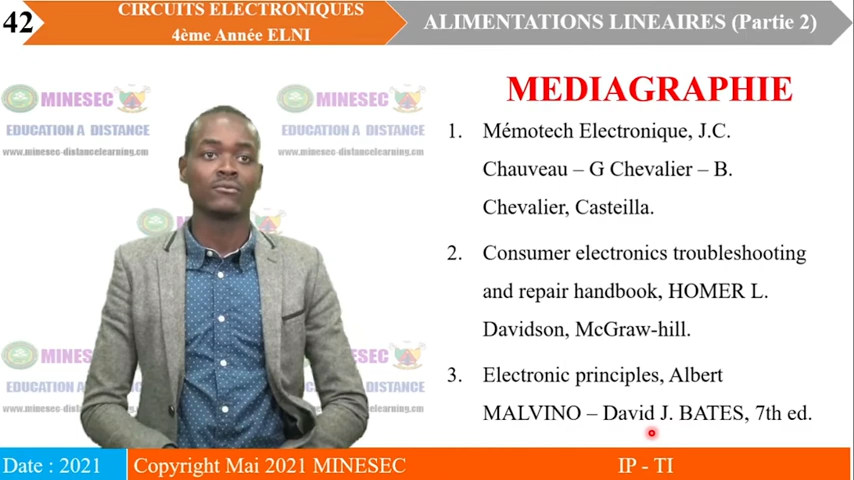 42
CIRCUITS ELECTRONIQUES
4ème Année ELNI
ALIMENTATIONS LINEAIRES (Partie 2)
MINESEC
EDUCATION A DISTANCE
www.minesec-distancelearning.cm
MINESEC
EDUCATION A DISTANCE
www.minesec-distancelearning.cm
MINESEC
EDUCATION A
MINESEC
DISTANCE
MEDIAGRAPHIE
1. Mémotech Electronique, J.C.
Chauveau – G Chevalier – B.
Chevalier, Casteilla.
2. Consumer electronics troubleshooting
and repair handbook, HOMER L.
Davidson, McGraw-hill.
3. Electronic principles, Albert
MALVINO – David J. BATES, 7th ed.
Date : 2021
Copyright Mai 2021 MINESEC
IP - TI